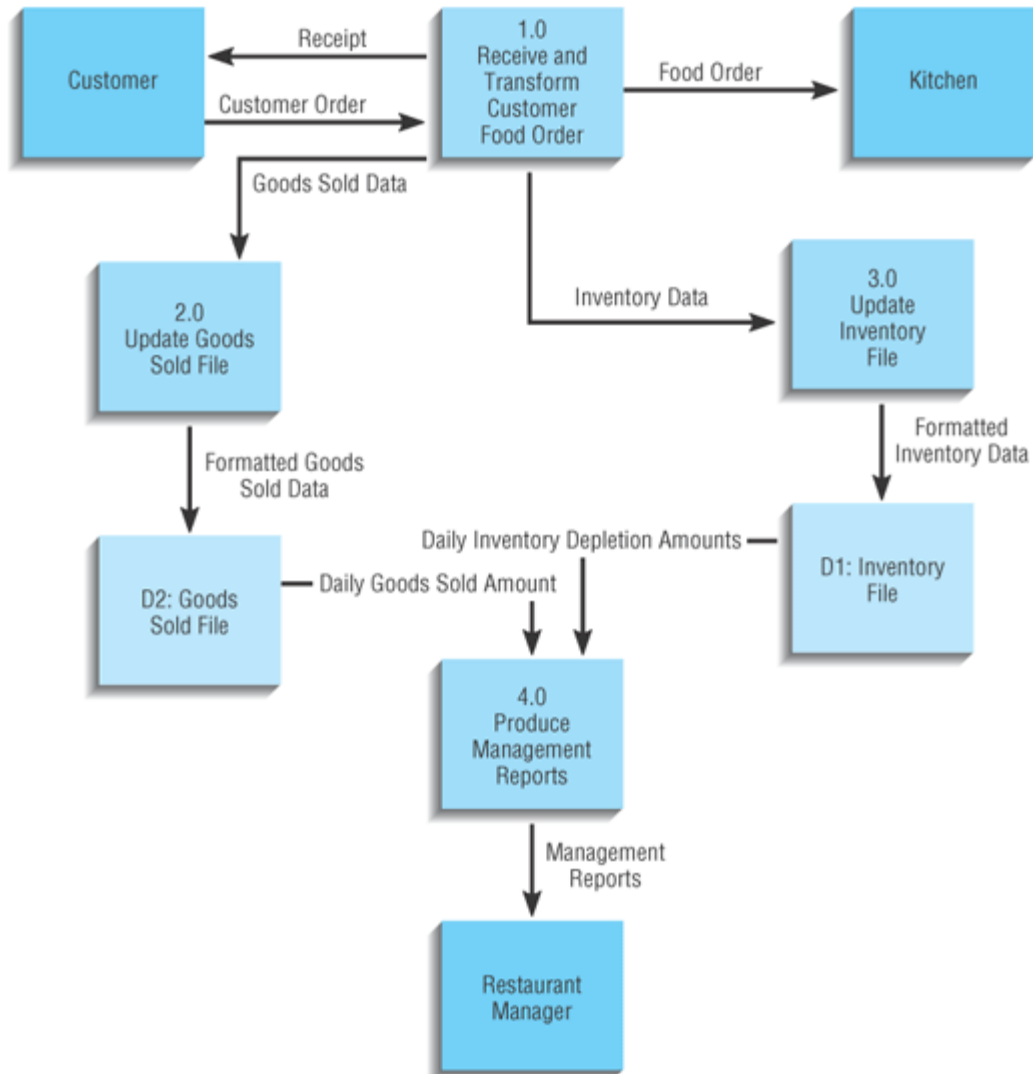 Customer
Receipt
Customer Order
1.0
Receive and
Transform
Customer
Food Order
Food Order
Kitchen
Goods Sold Data
2.0
Update Goods
Sold File
Inventory Data
3.0
Update
Inventory
File
Formatted Goods
Sold Data
Formatted
Inventory Data
D2: Goods
Sold File
Daily Goods Sold Amount
Daily Inventory Depletion Amounts
D1: Inventory
File
4.0
Produce
Management
Reports
Management
Reports
Restaurant
Manager